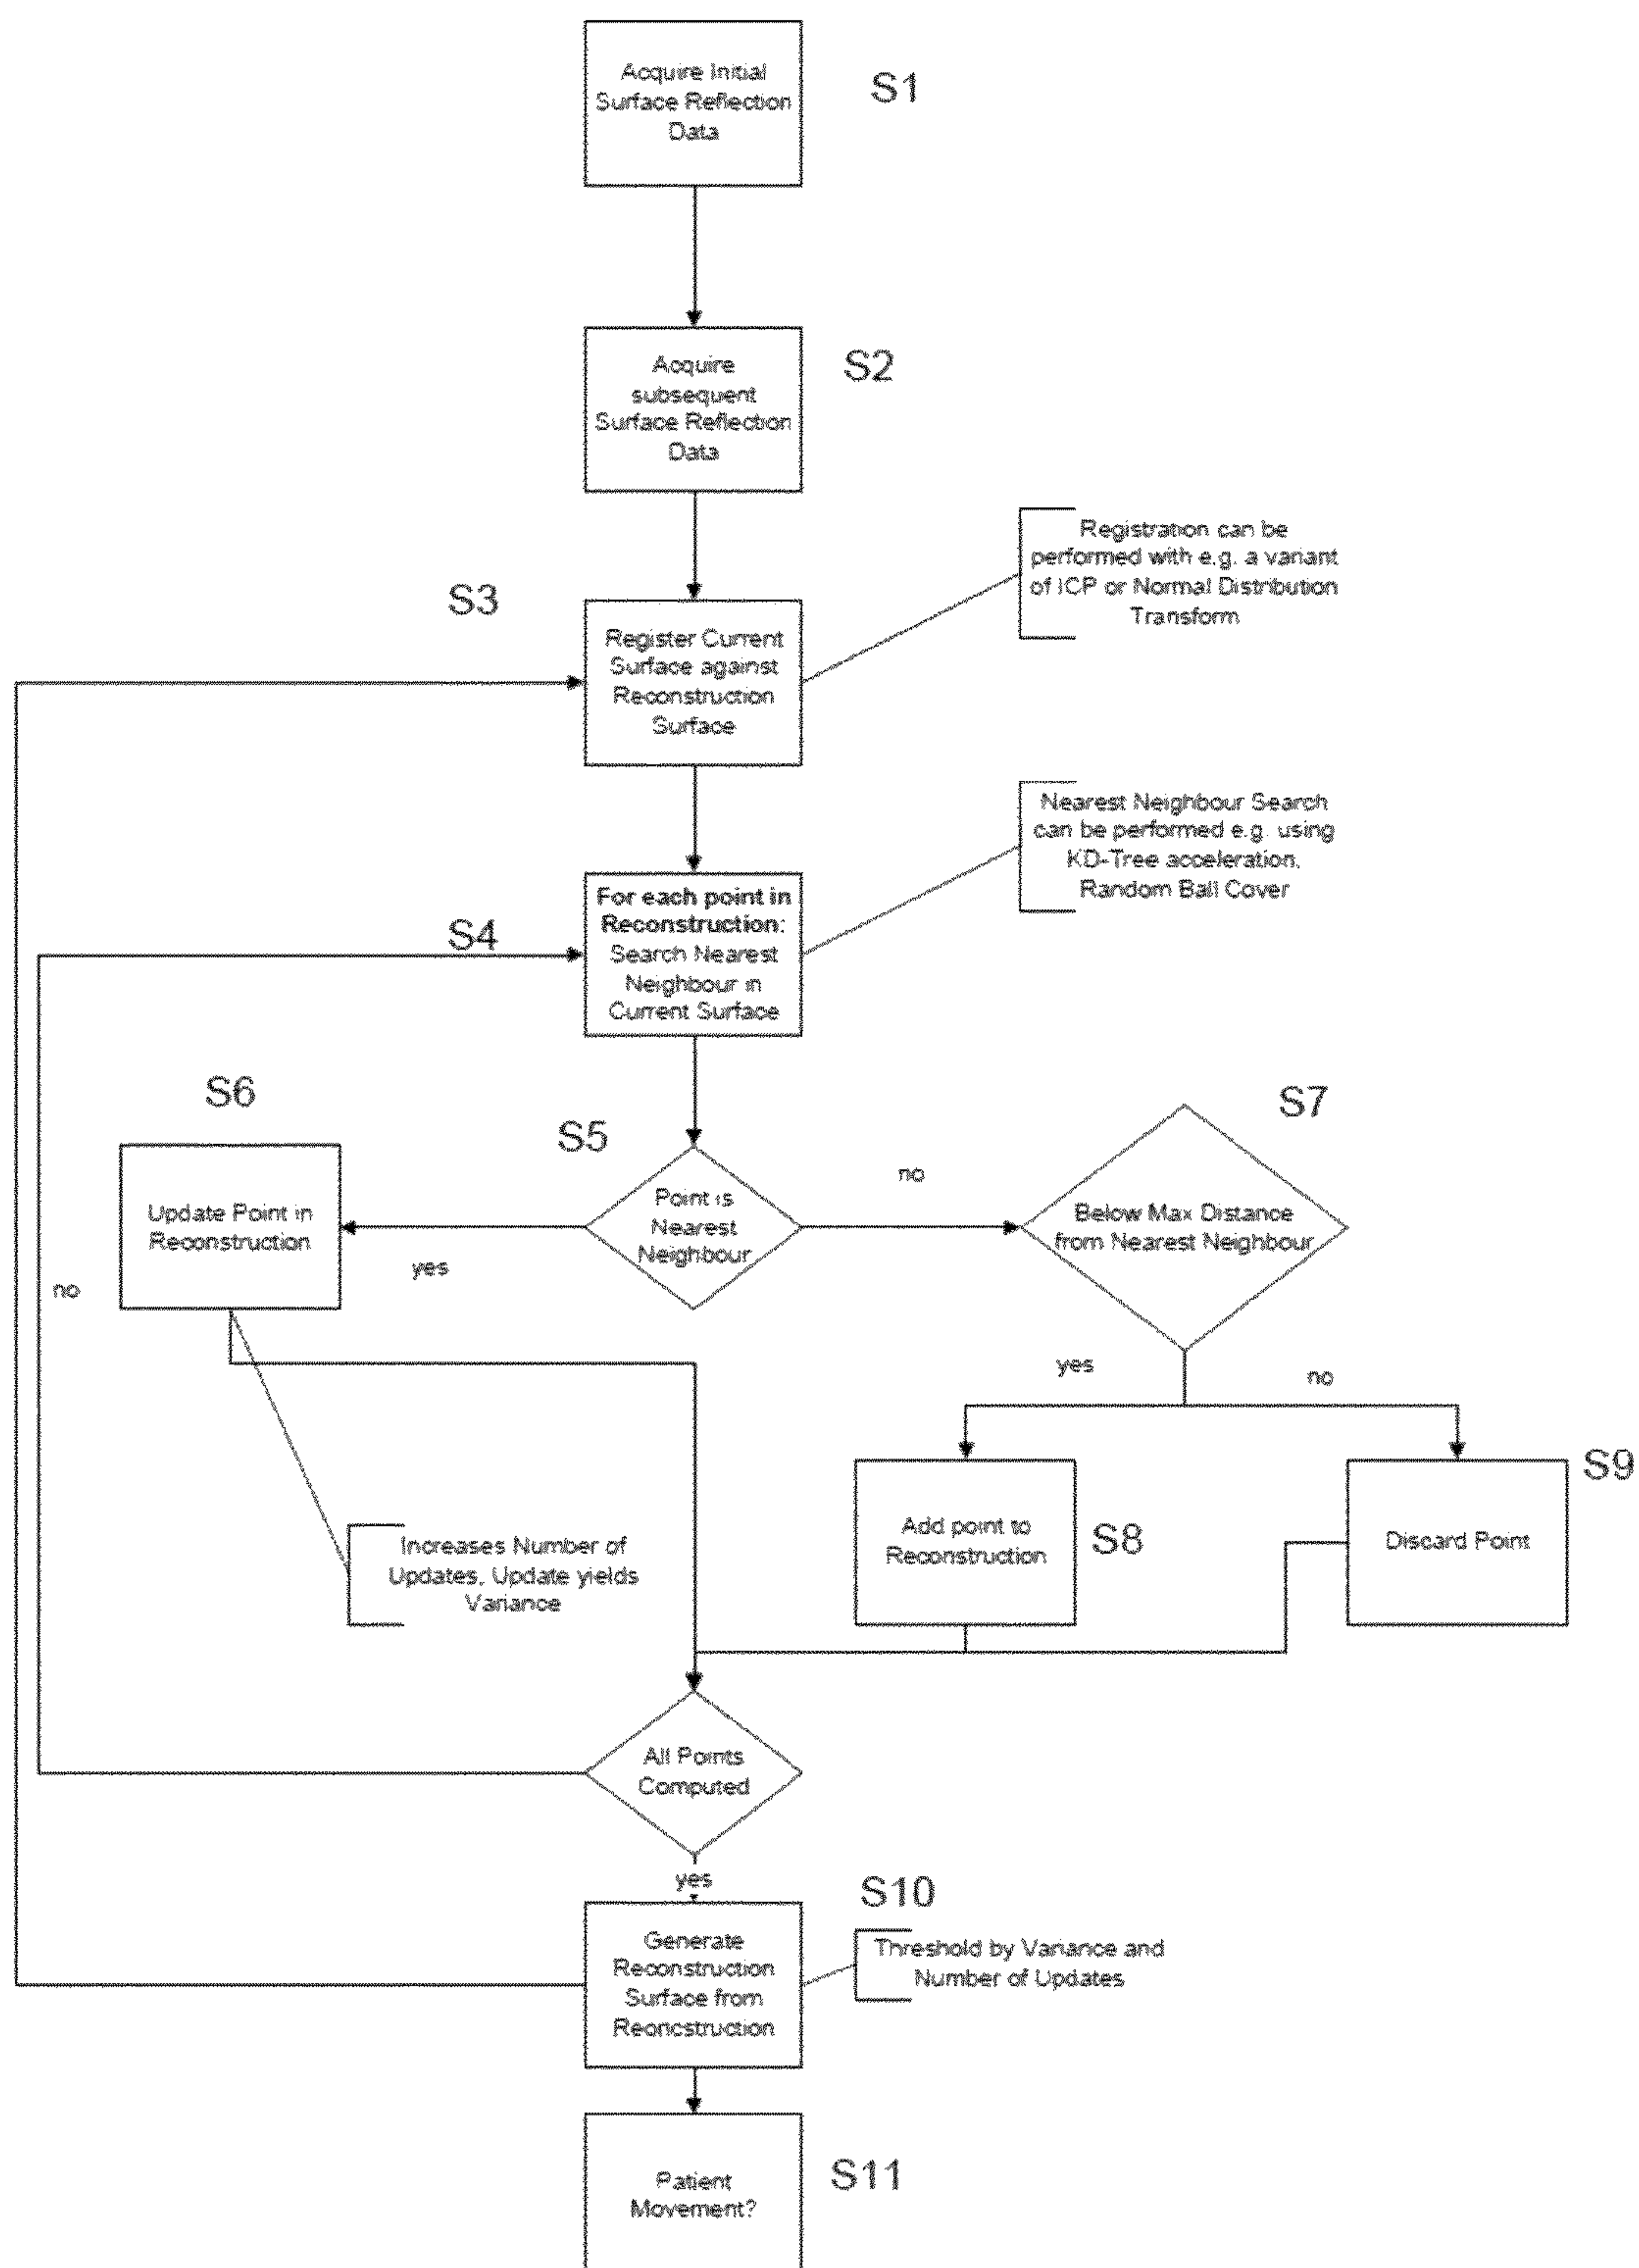 Acquire Initial
Surface Reflection
Data
S1
Acquire
subsequent
Surface Reflection
Data
S2
Registration can be
performed with e.g. a variant
of ICP or Normal Distribution
Transform
S3
Register Current
Surface against
Reconstruction
Surface
Nearest Neighbour Search
can be performed e.g. using
KD-Tree acceleration,
Random Ball Cover
S4
For each point in
Reconstruction:
Search Nearest
Neighbour in
Current Surface
S6
S5
S7
Update Point in
Reconstruction
yes
Point is
Nearest
Neighbour
no
Below Max Distance
from Nearest Neighbour
no
yes
no
Increases Number of
Updates, Update yields
Variance
Add point to
Reconstruction
S8
Discard Point
S9
All Points
Computed
yes
S10
Generate
Reconstruction
Surface from
Reoncstruction
Threshold by Variance and
Number of Updates
Patient
Movement?
S11